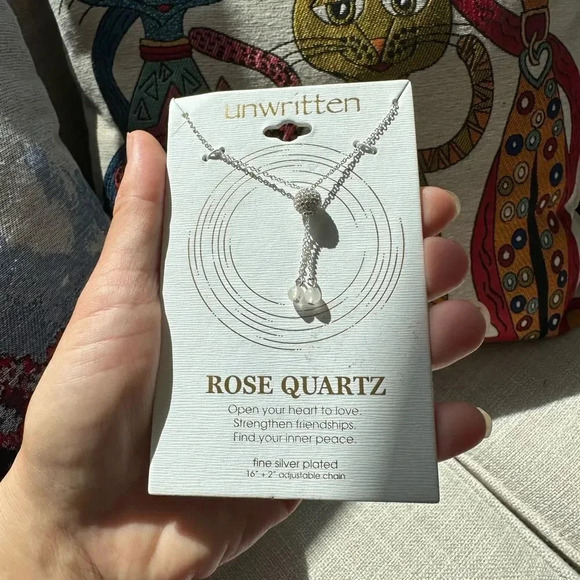 unwritten
ROSE QUARTZ
Open your heart to love.
Strengthen friendships.
Find your inner peace.
fine silver plated
16" + 2" adjustable chain